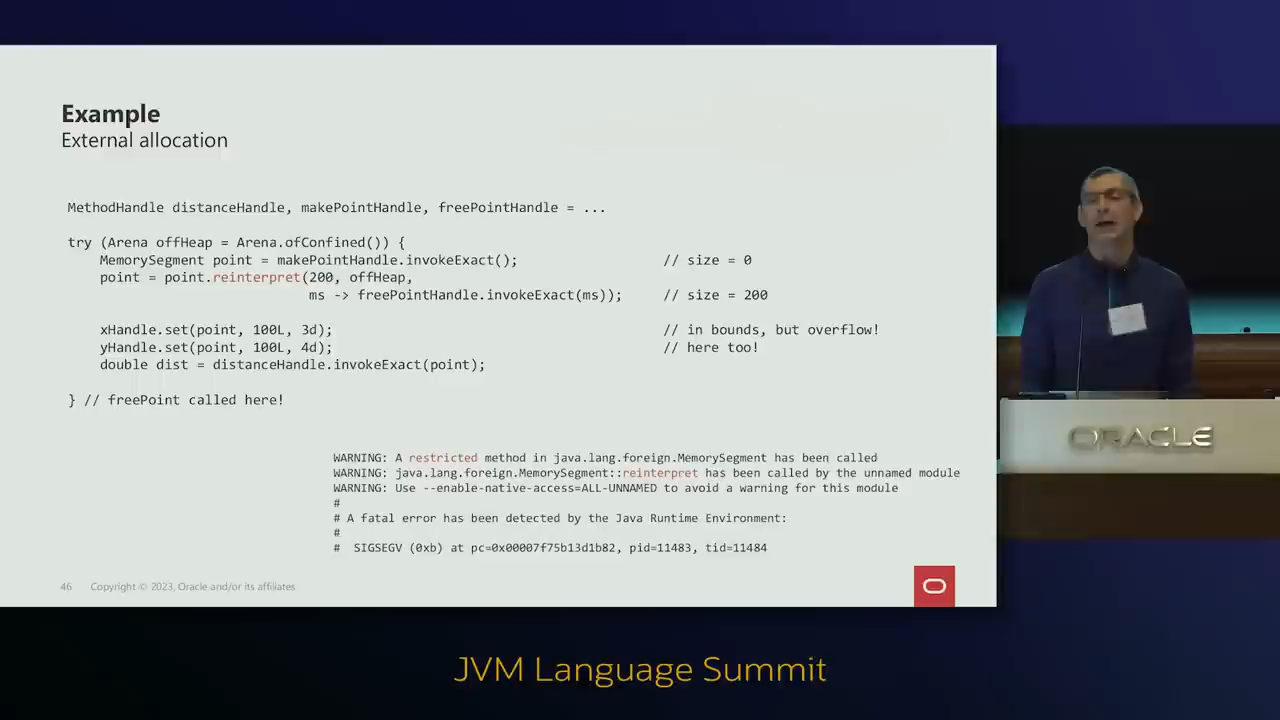 Example
External allocation
MethodHandle distanceHandle, makePointHandle, freePointHandle = ...
try (Arena offHeap = Arena.ofConfined()) {
MemorySegment point = makePointHandle.invokeExact(); // size = 0
point = point.reinterpret(200, offHeap,
ms -> freePointHandle.invokeExact(ms)); // size = 200
xHandle.set(point, 100L, 3d); // in bounds, but overflow!
yHandle.set(point, 100L, 4d); // here too!
double dist = distanceHandle.invokeExact(point);
} // freePoint called here!
WARNING: A restricted method in java.lang.foreign.MemorySegment has been called
WARNING: java.lang.foreign.MemorySegment::reinterpret has been called by the unnamed module
WARNING: Use --enable-native-access=ALL-UNNAMED to avoid a warning for this module
#
# A fatal error has been detected by the Java Runtime Environment:
#
# SIGSEGV (0xb) at pc=0x00007f75b13d1b82, pid=11483, tid=11484
46 Copyright © 2023, Oracle and/or its affiliates
ORACLE
JVM Language Summit